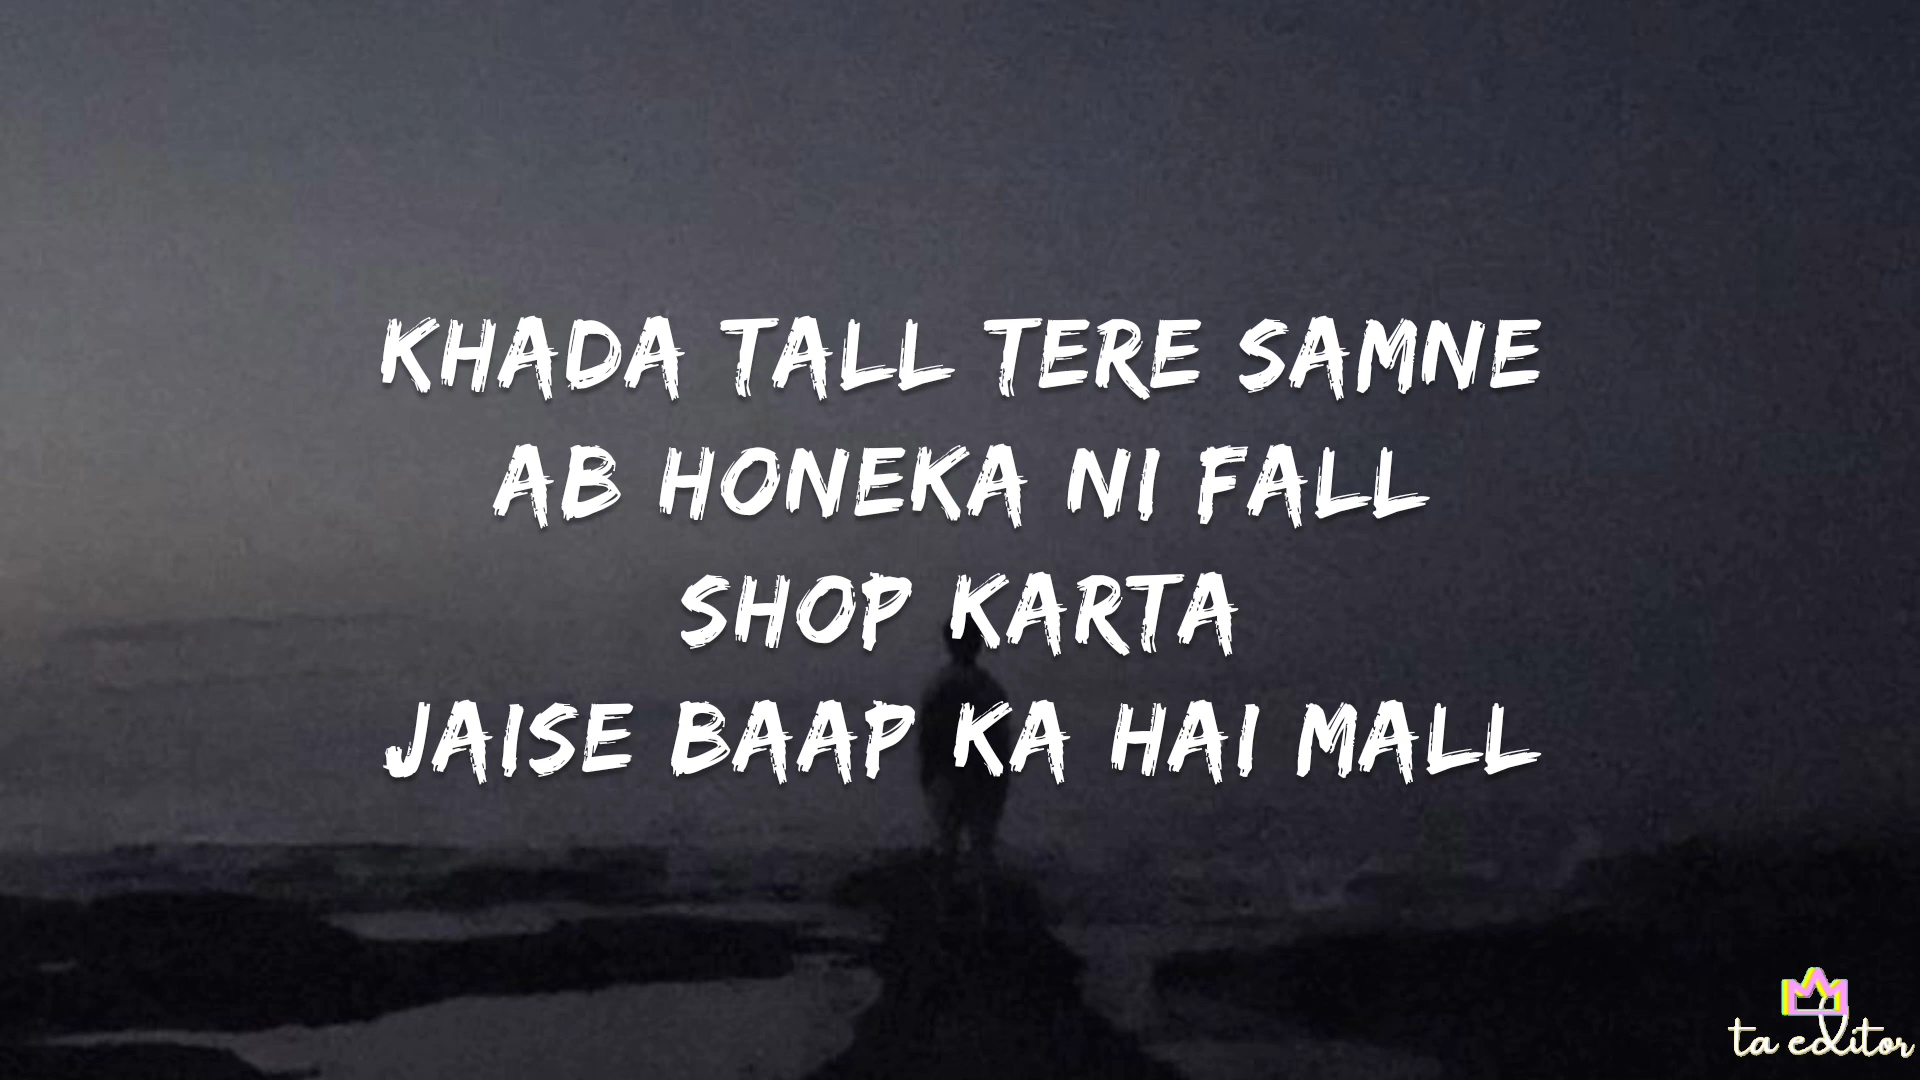 KHADA TALL TERE SAMNE
AB HONEKA NI FALL
SHOP KARTA
JAISE BAAP KA HAI MALL
ta editor